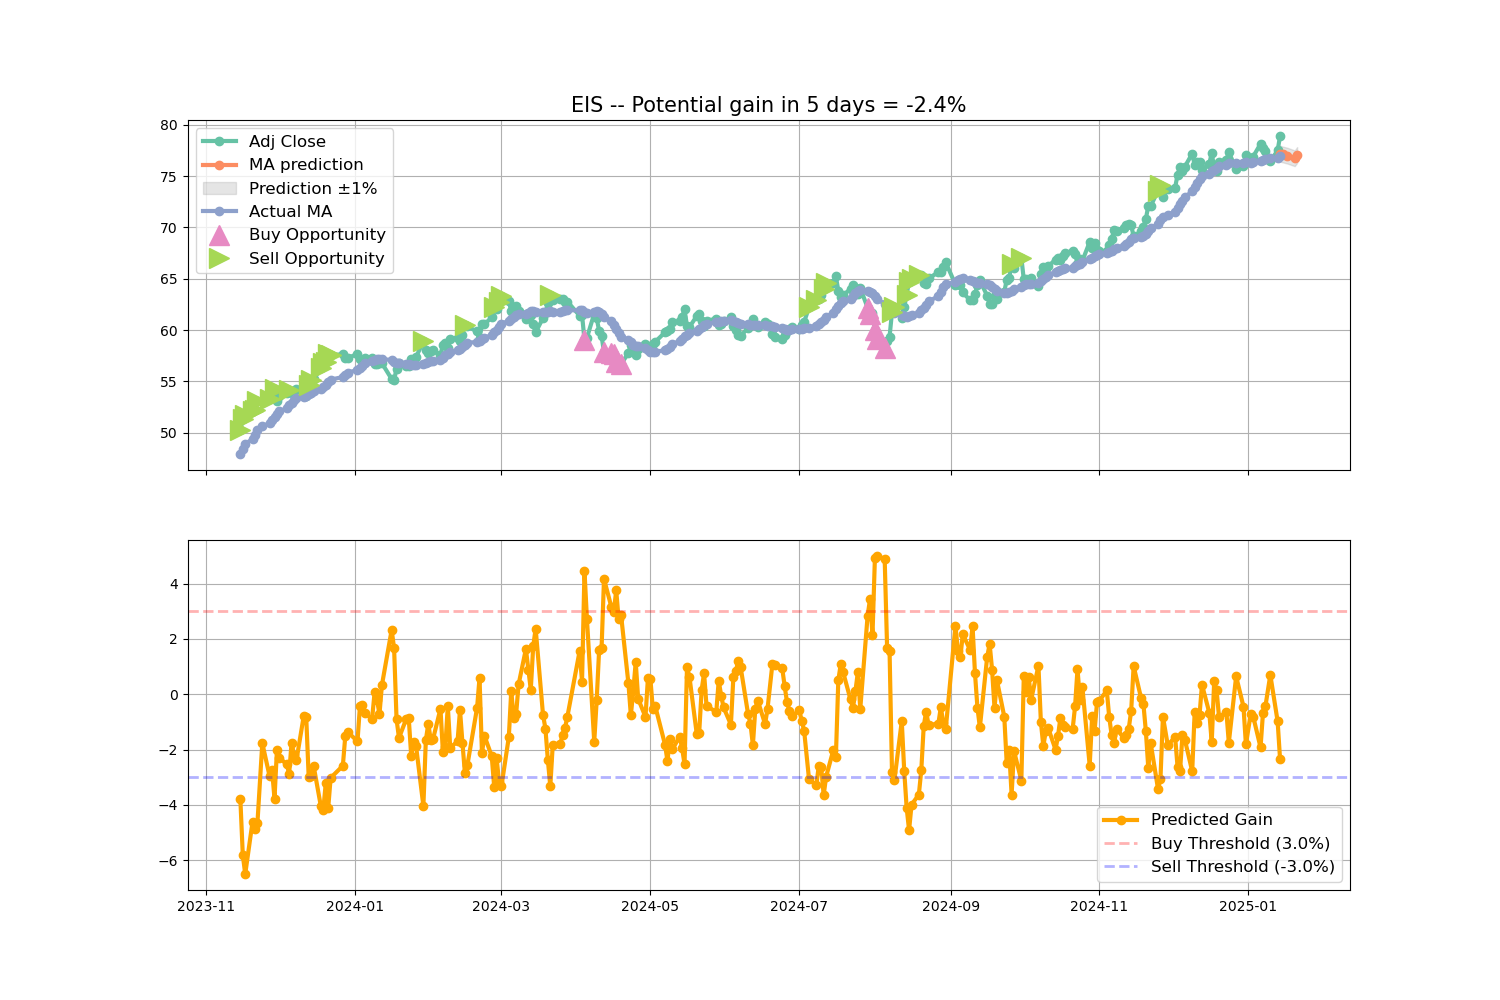 EIS -- Potential gain in 5 days = -2.4%
80
75
70
65
60
55
50
Adj Close
MA prediction
Prediction ±1%
Actual MA
Buy Opportunity
Sell Opportunity
4
2
0
−2
−4
−6
Predicted Gain
Buy Threshold (3.0%)
Sell Threshold (-3.0%)
2023-11 2024-01 2024-03 2024-05 2024-07 2024-09 2024-11 2025-01